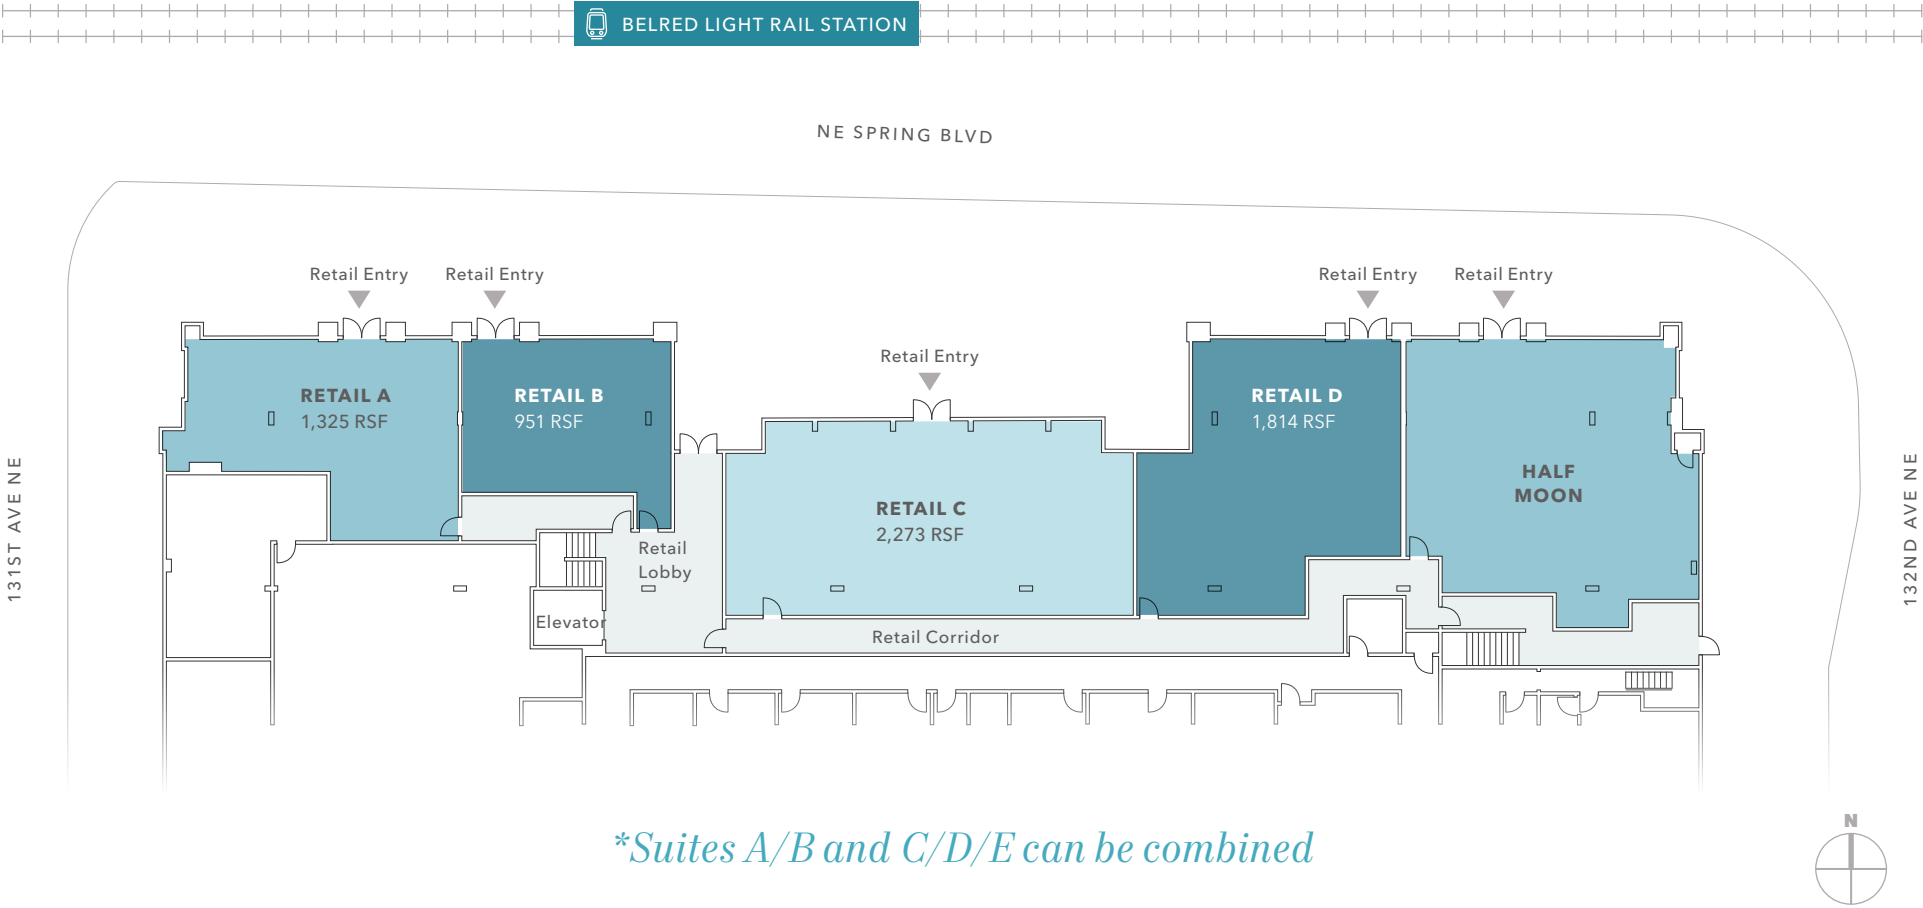 BELRED LIGHT RAIL STATION
NE SPRING BLVD
Retail Entry
Retail Entry
Retail Entry
Retail Entry
Retail Entry
RETAIL A
1,325 RSF
RETAIL B
951 RSF
RETAIL C
2,273 RSF
RETAIL D
1,814 RSF
HALF
MOON
Retail
Lobby
Elevator
Retail Corridor
131ST AVE NE
132ND AVE NE
*Suites A/B and C/D/E can be combined
N